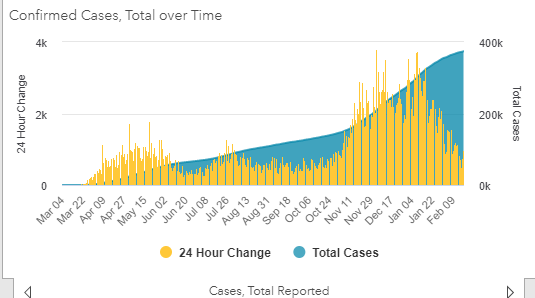 Confirmed Cases, Total over Time
4k
400k
24 Hour Change
Total Cases
2k
200k
0
0k
Mar 04
Mar 22
Apr 09
Apr 27
May 15
Jun 02
Jun 20
Jul 08
Jul 26
Aug 13
Aug 31
Sep 18
Oct 06
Oct 24
Nov 11
Nov 29
Dec 17
Jan 04
Jan 22
Feb 09
24 Hour Change
Total Cases
Cases, Total Reported